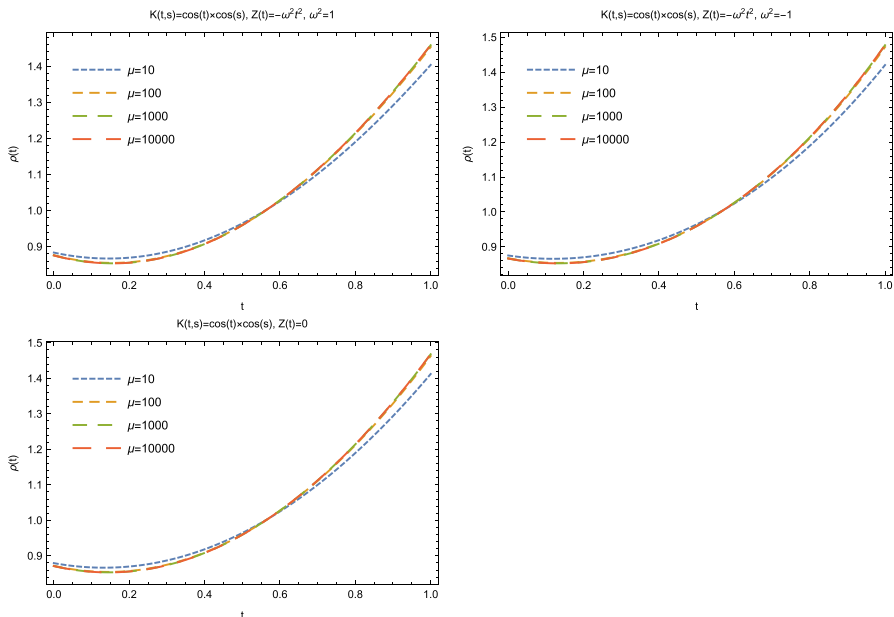 K(t,s)=cos(t)×cos(s), Z(t)=−ω²t², ω²=1
1.4
1.3
1.2
1.1
1.0
0.9
ρ(t)
μ=10
μ=100
μ=1000
μ=10000
0.0 0.2 0.4 0.6 0.8 1.0
t
K(t,s)=cos(t)×cos(s), Z(t)=−ω²t², ω²=−1
1.5
1.4
1.3
1.2
1.1
1.0
0.9
ρ(t)
μ=10
μ=100
μ=1000
μ=10000
0.0 0.2 0.4 0.6 0.8 1.0
t
K(t,s)=cos(t)×cos(s), Z(t)=0
1.5
1.4
1.3
1.2
1.1
1.0
0.9
ρ(t)
μ=10
μ=100
μ=1000
μ=10000
0.0 0.2 0.4 0.6 0.8 1.0
t